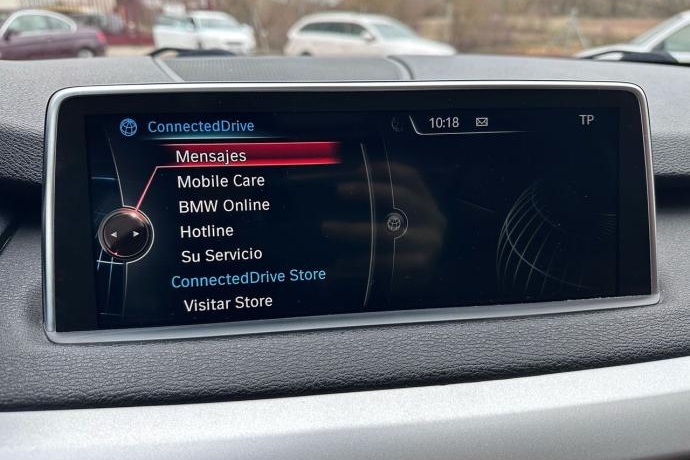 ConnectedDrive
10:18
TP
Mensajes
Mobile Care
BMW Online
Hotline
Su Servicio
ConnectedDrive Store
Visitar Store